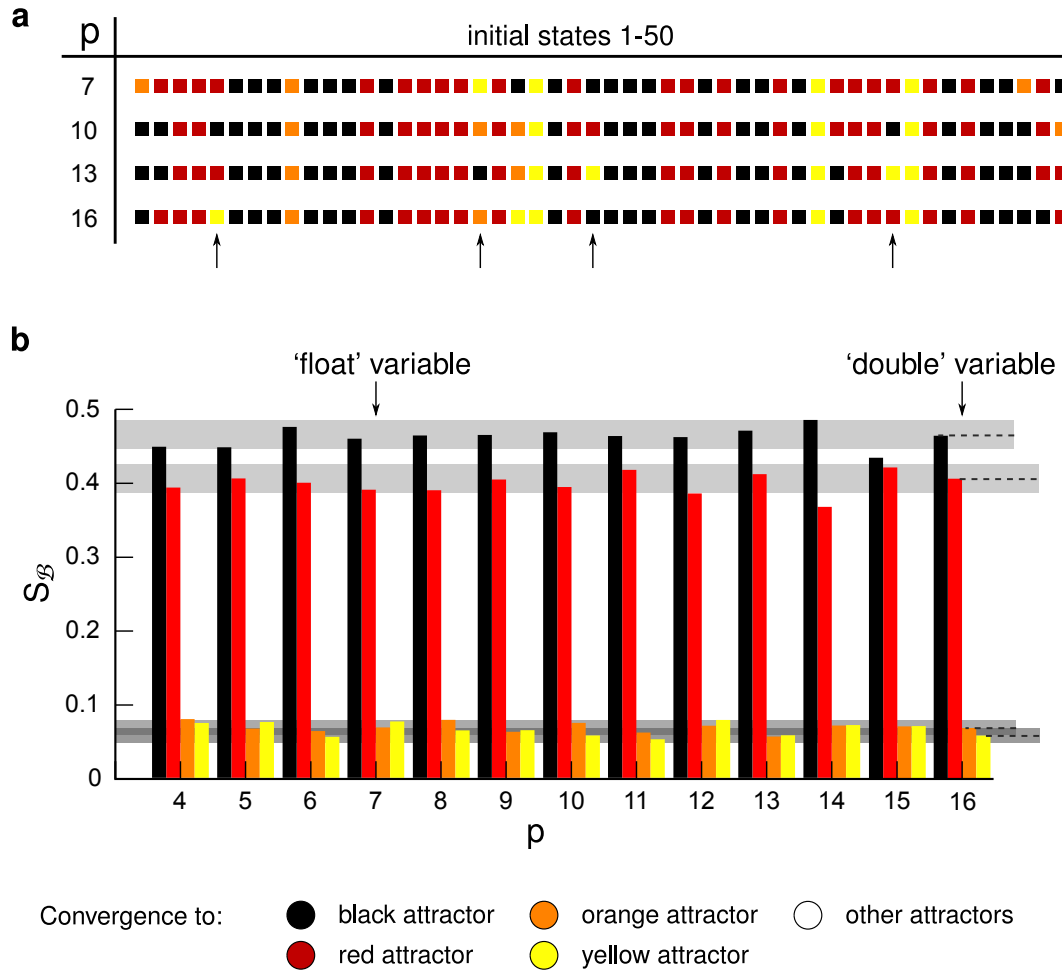 a
p initial states 1-50
7
10
13
16
b
‘float’ variable ‘double’ variable
0.5
0.4
0.3
0.2
0.1
0
S𝓑
4 5 6 7 8 9 10 11 12 13 14 15 16
p
Convergence to: black attractor orange attractor other attractors
red attractor yellow attractor